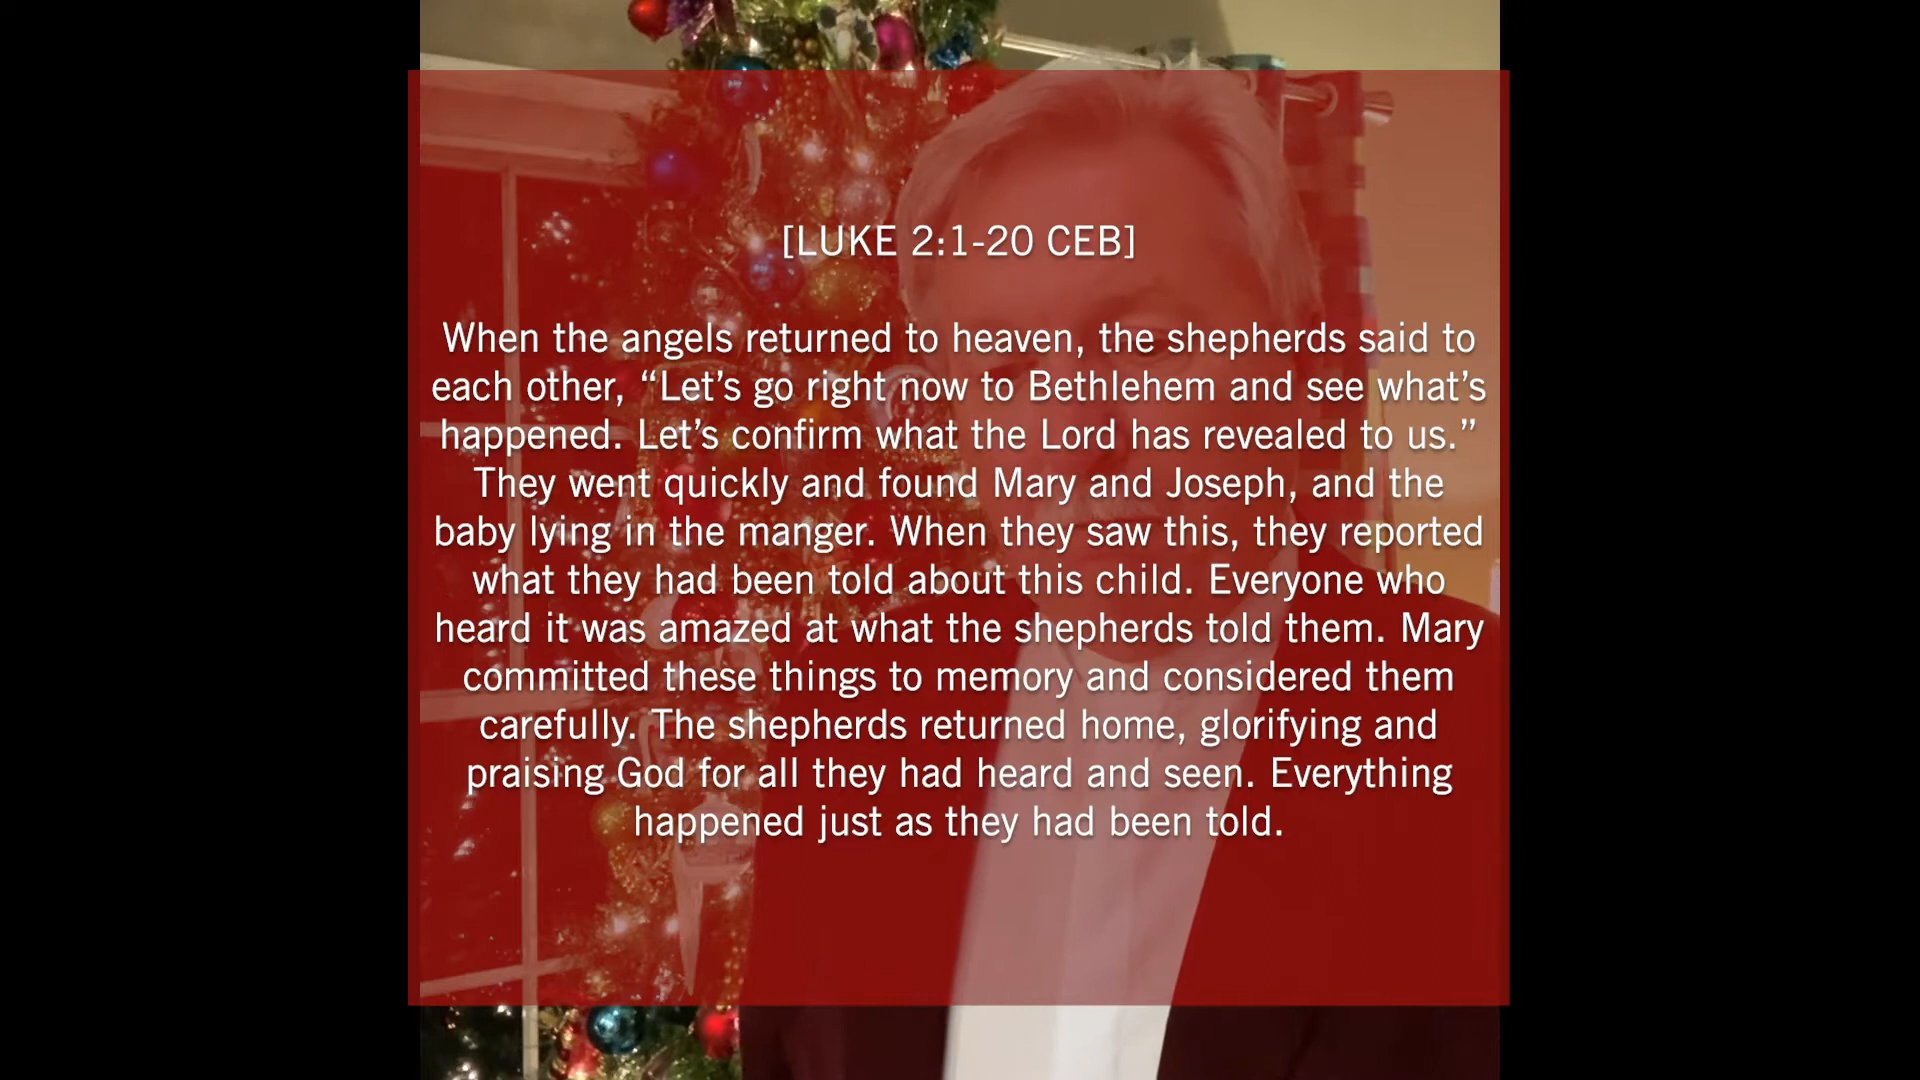 [LUKE 2:1-20 CEB]
When the angels returned to heaven, the shepherds said to
each other, “Let’s go right now to Bethlehem and see what’s
happened. Let’s confirm what the Lord has revealed to us.”
They went quickly and found Mary and Joseph, and the
baby lying in the manger. When they saw this, they reported
what they had been told about this child. Everyone who
heard it was amazed at what the shepherds told them. Mary
committed these things to memory and considered them
carefully. The shepherds returned home, glorifying and
praising God for all they had heard and seen. Everything
happened just as they had been told.